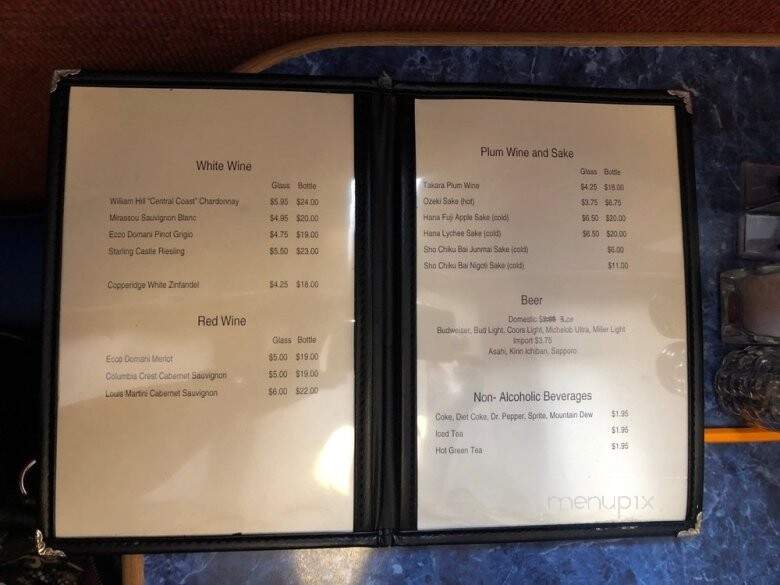 White Wine
Glass Bottle
William Hill "Central Coast" Chardonnay $5.95 $24.00
Mirassou Sauvignon Blanc $4.95 $20.00
Ecco Domani Pinot Grigio $4.75 $19.00
Starling Castle Riesling $5.50 $23.00
Copperidge White Zinfandel $4.25 $18.00
Red Wine
Glass Bottle
Ecco Domani Merlot $5.00 $19.00
Columbia Crest Cabernet Sauvignon $5.00 $19.00
Louis Martini Cabernet Sauvignon $6.00 $22.00
Plum Wine and Sake
Glass Bottle
Takara Plum Wine $4.25 $18.00
Ozeki Sake (hot) $3.75 $6.75
Hana Fuji Apple Sake (cold) $6.50 $20.00
Hana Lychee Sake (cold) $6.50 $20.00
Sho Chiku Bai Junmai Sake (cold) $6.00
Sho Chiku Bai Nigoti Sake (cold) $11.00
Beer
Domestic
Budweiser, Bud Light, Coors Light, Michelob Ultra, Miller Light
Import $3.75
Asahi, Kirin Ichiban, Sapporo
Non- Alcoholic Beverages
Coke, Diet Coke, Dr. Pepper, Sprite, Mountain Dew $1.95
Iced Tea $1.95
Hot Green Tea $1.95
menupix